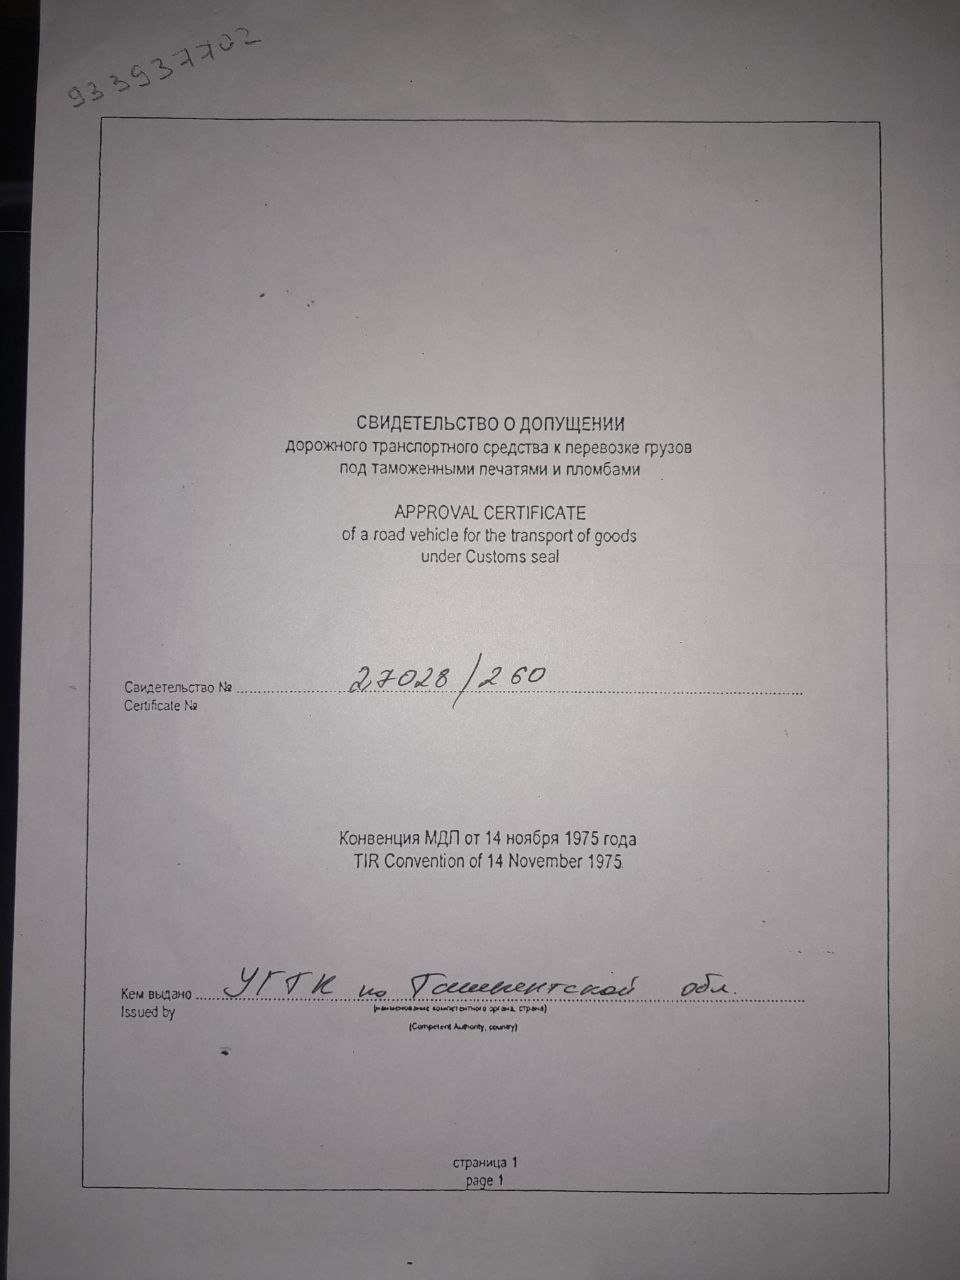 933937702
СВИДЕТЕЛЬСТВО О ДОПУЩЕНИИ
дорожного транспортного средства к перевозке грузов
под таможенными печатями и пломбами
APPROVAL CERTIFICATE
of a road vehicle for the transport of goods
under Customs seal
Свидетельство № 27028/260
Certificate №
Конвенция МДП от 14 ноября 1975 года
TIR Convention of 14 November 1975
Кем выдано УГТК по Ташкентской обл.
Issued by (наименование компетентного органа, страна)
(Competent Authority, country)
страница 1
page 1